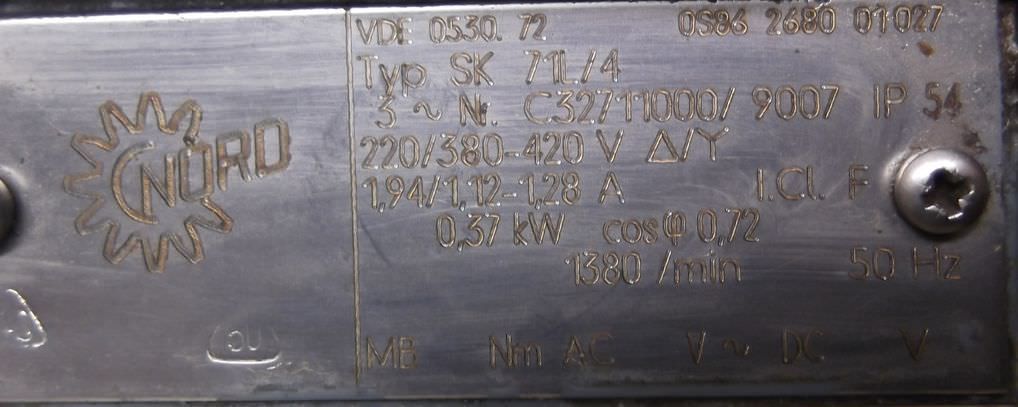 NORD
VDE 0530.72 0S86 2680 01027
Typ SK 71L/4
3 ~ Nr. C32711000/ 9007 IP 54
220/380-420 V Δ/Y
1,94/1,12-1,28 A I.Cl. F
0,37 kW cosφ 0,72
1380 /min 50 Hz
MB Nm AC V ~ DC V